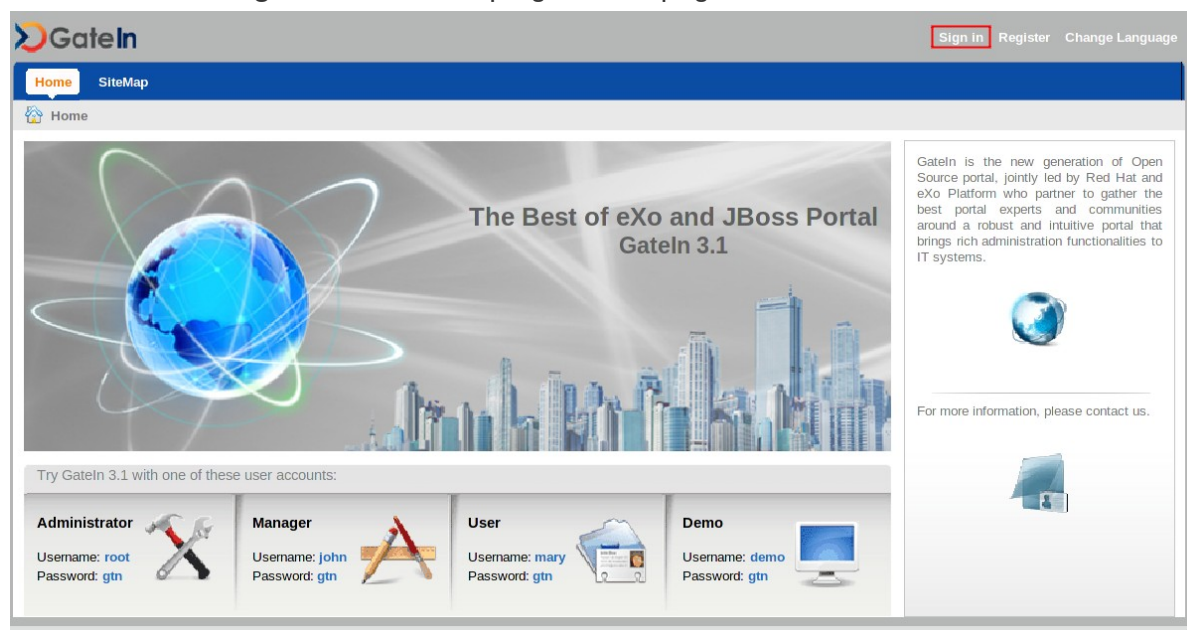 GateIn
Sign in Register Change Language
Home SiteMap
Home
The Best of eXo and JBoss Portal
GateIn 3.1
GateIn is the new generation of Open
Source portal, jointly led by Red Hat and
eXo Platform who partner to gather the
best portal experts and communities
around a robust and intuitive portal that
brings rich administration functionalities to
IT systems.
For more information, please contact us.
Try GateIn 3.1 with one of these user accounts:
Administrator
Username: root
Password: gtn
Manager
Username: john
Password: gtn
User
Username: mary
Password: gtn
Demo
Username: demo
Password: gtn